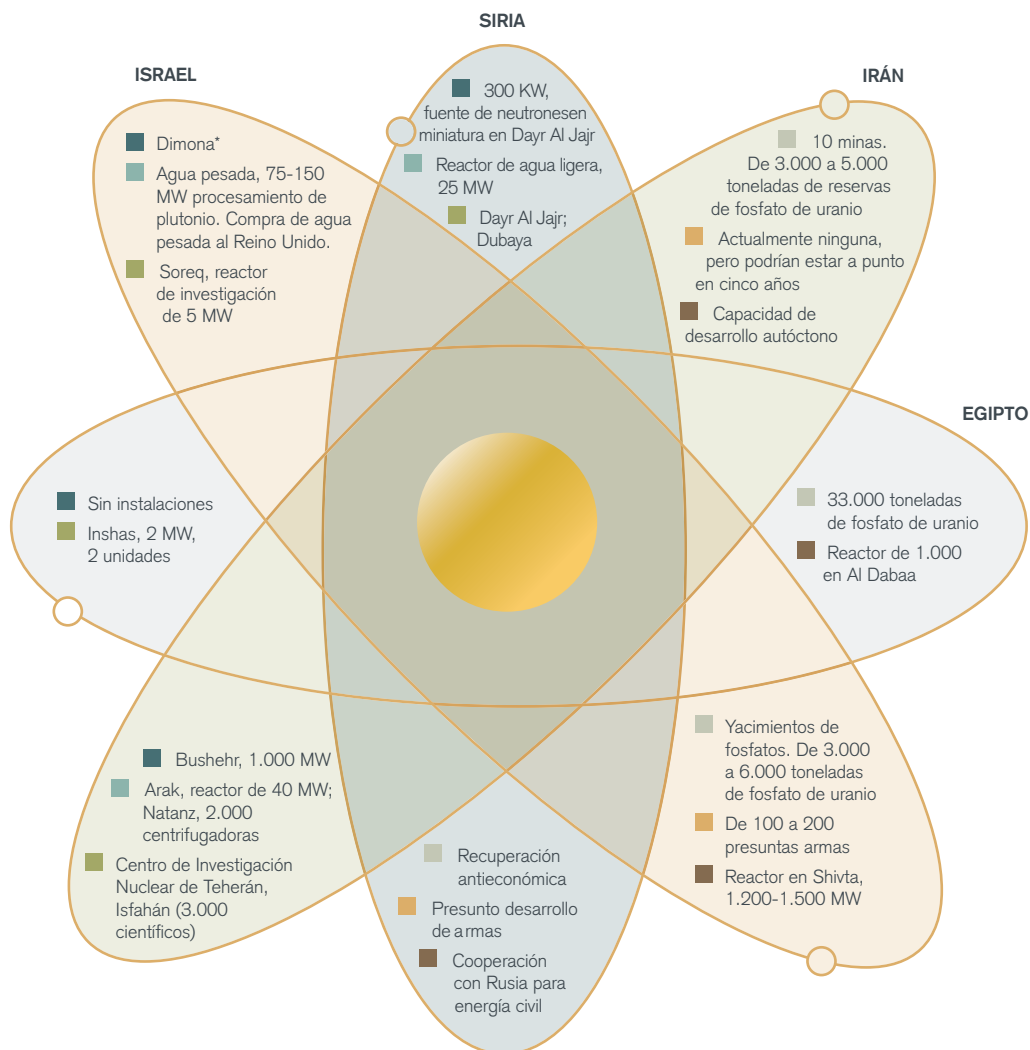 SIRIA
ISRAEL
IRÁN
300 KW,
fuente de neutronesen
miniatura en Dayr Al Jajr
Reactor de agua ligera,
25 MW
Dayr Al Jajr;
Dubaya
Dimona*
Agua pesada, 75-150
MW procesamiento de
plutonio. Compra de agua
pesada al Reino Unido.
Soreq, reactor
de investigación
de 5 MW
10 minas.
De 3.000 a 5.000
toneladas de reservas
de fosfato de uranio
Actualmente ninguna,
pero podrían estar a punto
en cinco años
Capacidad de
desarrollo autóctono
EGIPTO
Sin instalaciones
Inshas, 2 MW,
2 unidades
33.000 toneladas
de fosfato de uranio
Reactor de 1.000
en Al Dabaa
Bushehr, 1.000 MW
Arak, reactor de 40 MW;
Natanz, 2.000
centrifugadoras
Centro de Investigación
Nuclear de Teherán,
Isfahán (3.000
científicos)
Recuperación
antieconómica
Presunto desarrollo
de armas
Cooperación
con Rusia para
energía civil
Yacimientos de
fosfatos. De 3.000
a 6.000 toneladas
de fosfato de uranio
De 100 a 200
presuntas armas
Reactor en Shivta,
1.200-1.500 MW